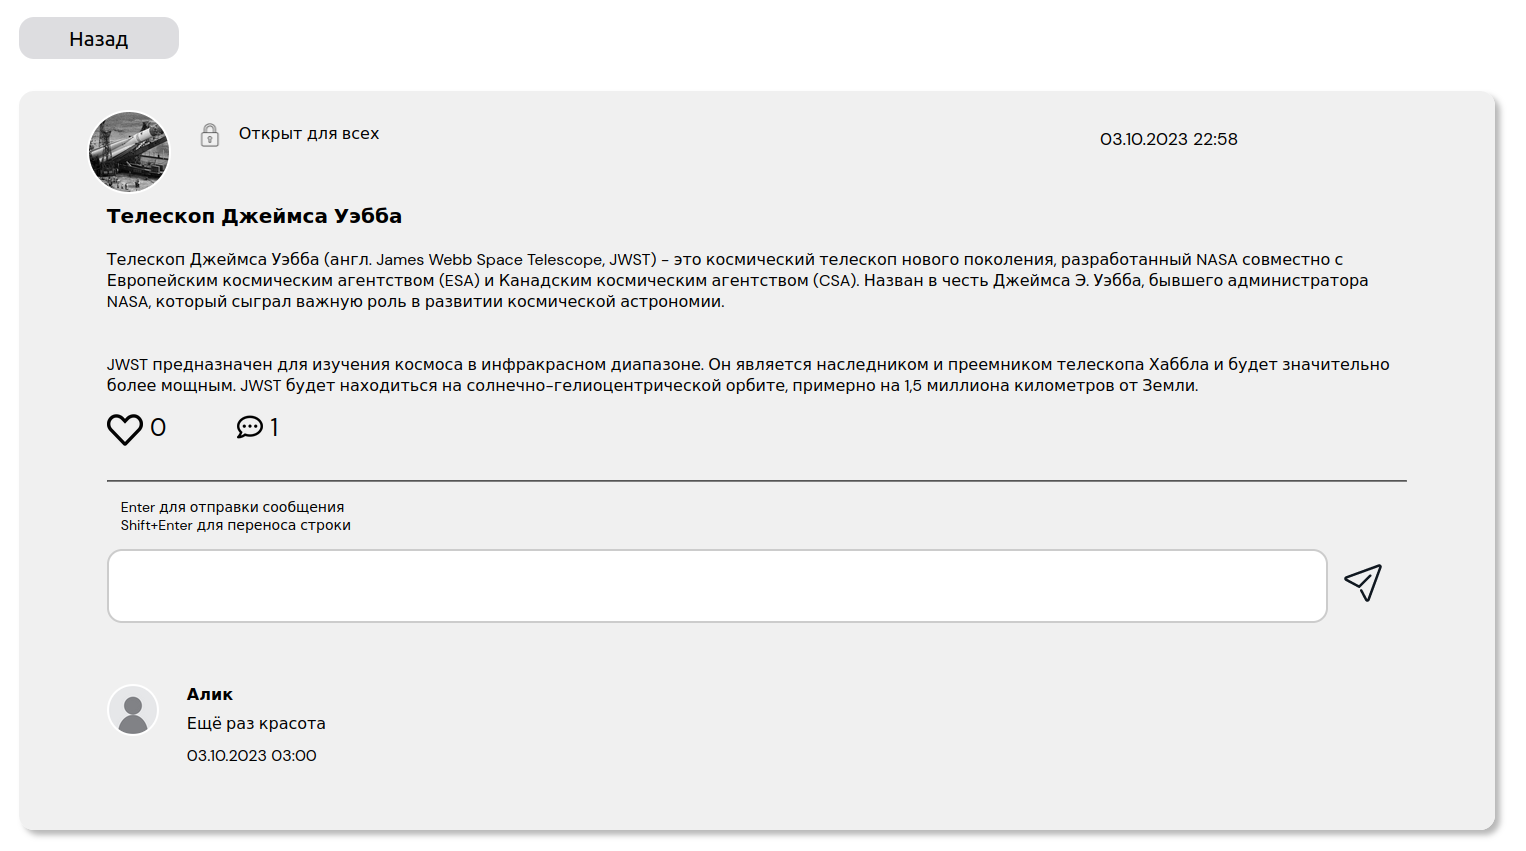 Назад
Открыт для всех
03.10.2023 22:58
Телескоп Джеймса Уэбба
Телескоп Джеймса Уэбба (англ. James Webb Space Telescope, JWST) - это космический телескоп нового поколения, разработанный NASA совместно с
Европейским космическим агентством (ESA) и Канадским космическим агентством (CSA). Назван в честь Джеймса Э. Уэбба, бывшего администратора
NASA, который сыграл важную роль в развитии космической астрономии.
JWST предназначен для изучения космоса в инфракрасном диапазоне. Он является наследником и преемником телескопа Хаббла и будет значительно
более мощным. JWST будет находиться на солнечно-гелиоцентрической орбите, примерно на 1,5 миллиона километров от Земли.
0 1
Enter для отправки сообщения
Shift+Enter для переноса строки
Алик
Ещё раз красота
03.10.2023 03:00